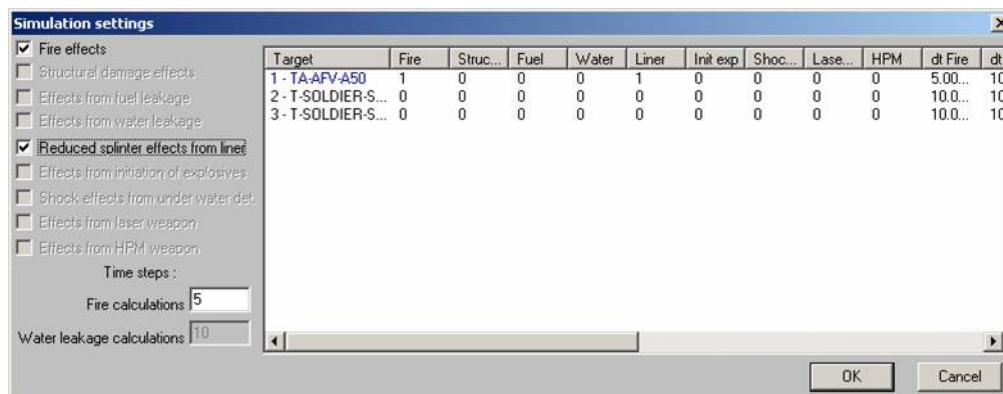 Simulation settings
Fire effects
Structural damage effects
Effects from fuel leakage
Effects from water leakage
Reduced splinter effects from liner
Effects from initiation of explosives
Shock effects from under water det.
Effects from laser weapon
Effects from HPM weapon
Time steps :
Fire calculations 5
Water leakage calculations 10
Target Fire Struc... Fuel Water Liner Init exp Shoc... Lase... HPM dt Fire dt
1 - TA-AFV-A50 1 0 0 0 1 0 0 0 0 5.00... 10
2 - T-SOLDIER-S... 0 0 0 0 0 0 0 0 0 10.0... 10
3 - T-SOLDIER-S... 0 0 0 0 0 0 0 0 0 10.0... 10
OK Cancel